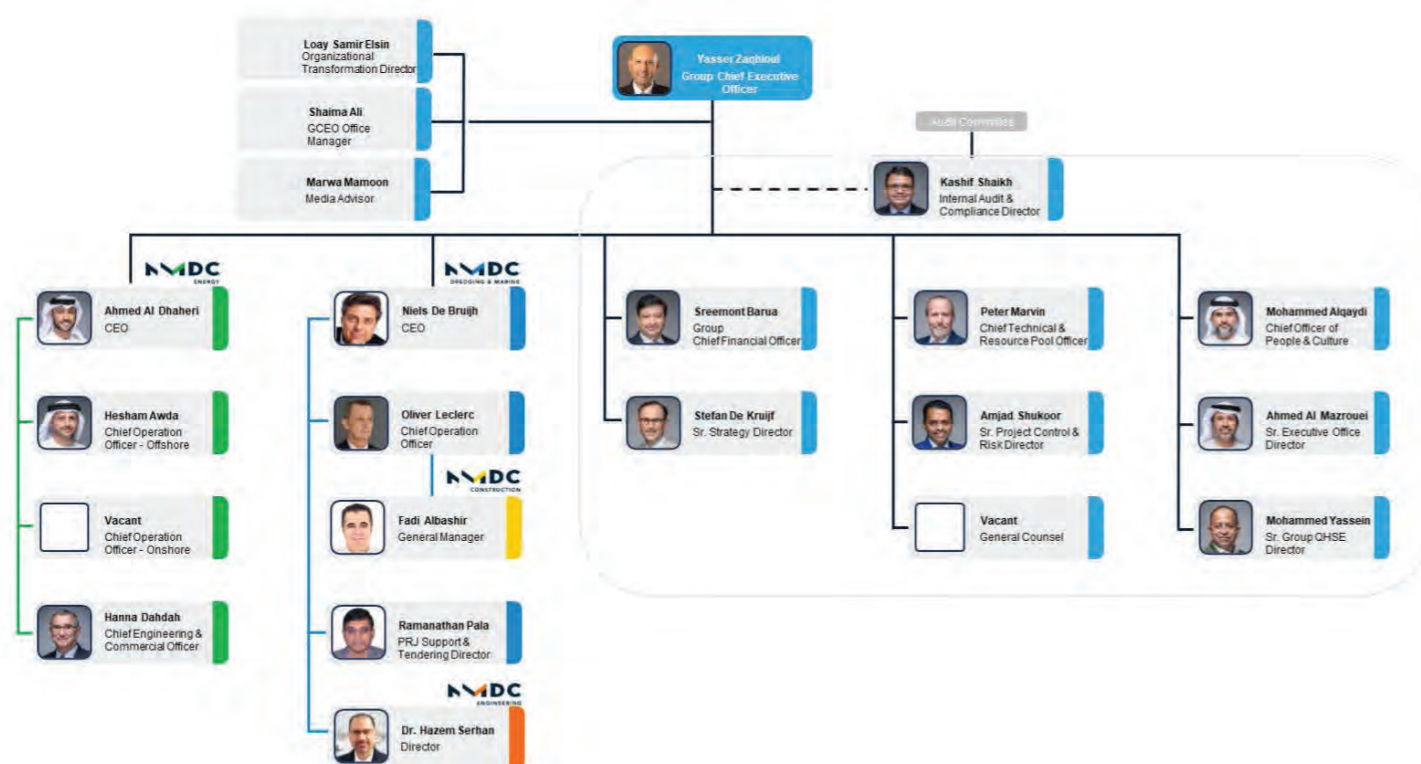 Loay Samir Elsin
Organizational
Transformation Director
Yasser Zaghloul
Group Chief Executive
Officer
Shaima Ali
GCEO Office
Manager
Audit Committee
Marwa Mamoon
Media Advisor
Kashif Shaikh
Internal Audit &
Compliance Director
NMDC
ENERGY
NMDC
DREDGING & MARINE
Ahmed Al Dhaheri
CEO
Niels De Bruijh
CEO
Sreemont Barua
Group
Chief Financial Officer
Peter Marvin
Chief Technical &
Resource Pool Officer
Mohammed Alqaydi
Chief Officer of
People & Culture
Hesham Awda
Chief Operation
Officer - Offshore
Oliver Leclerc
Chief Operation
Officer
Stefan De Kruijf
Sr. Strategy Director
Amjad Shukoor
Sr. Project Control &
Risk Director
Ahmed Al Mazrouei
Sr. Executive Office
Director
NMDC
CONSTRUCTION
Vacant
Chief Operation
Officer - Onshore
Fadi Albashir
General Manager
Vacant
General Counsel
Mohammed Yassein
Sr. Group QHSE
Director
Hanna Dahdah
Chief Engineering &
Commercial Officer
Ramanathan Pala
PRJ Support &
Tendering Director
NMDC
ENGINEERING
Dr. Hazem Serhan
Director